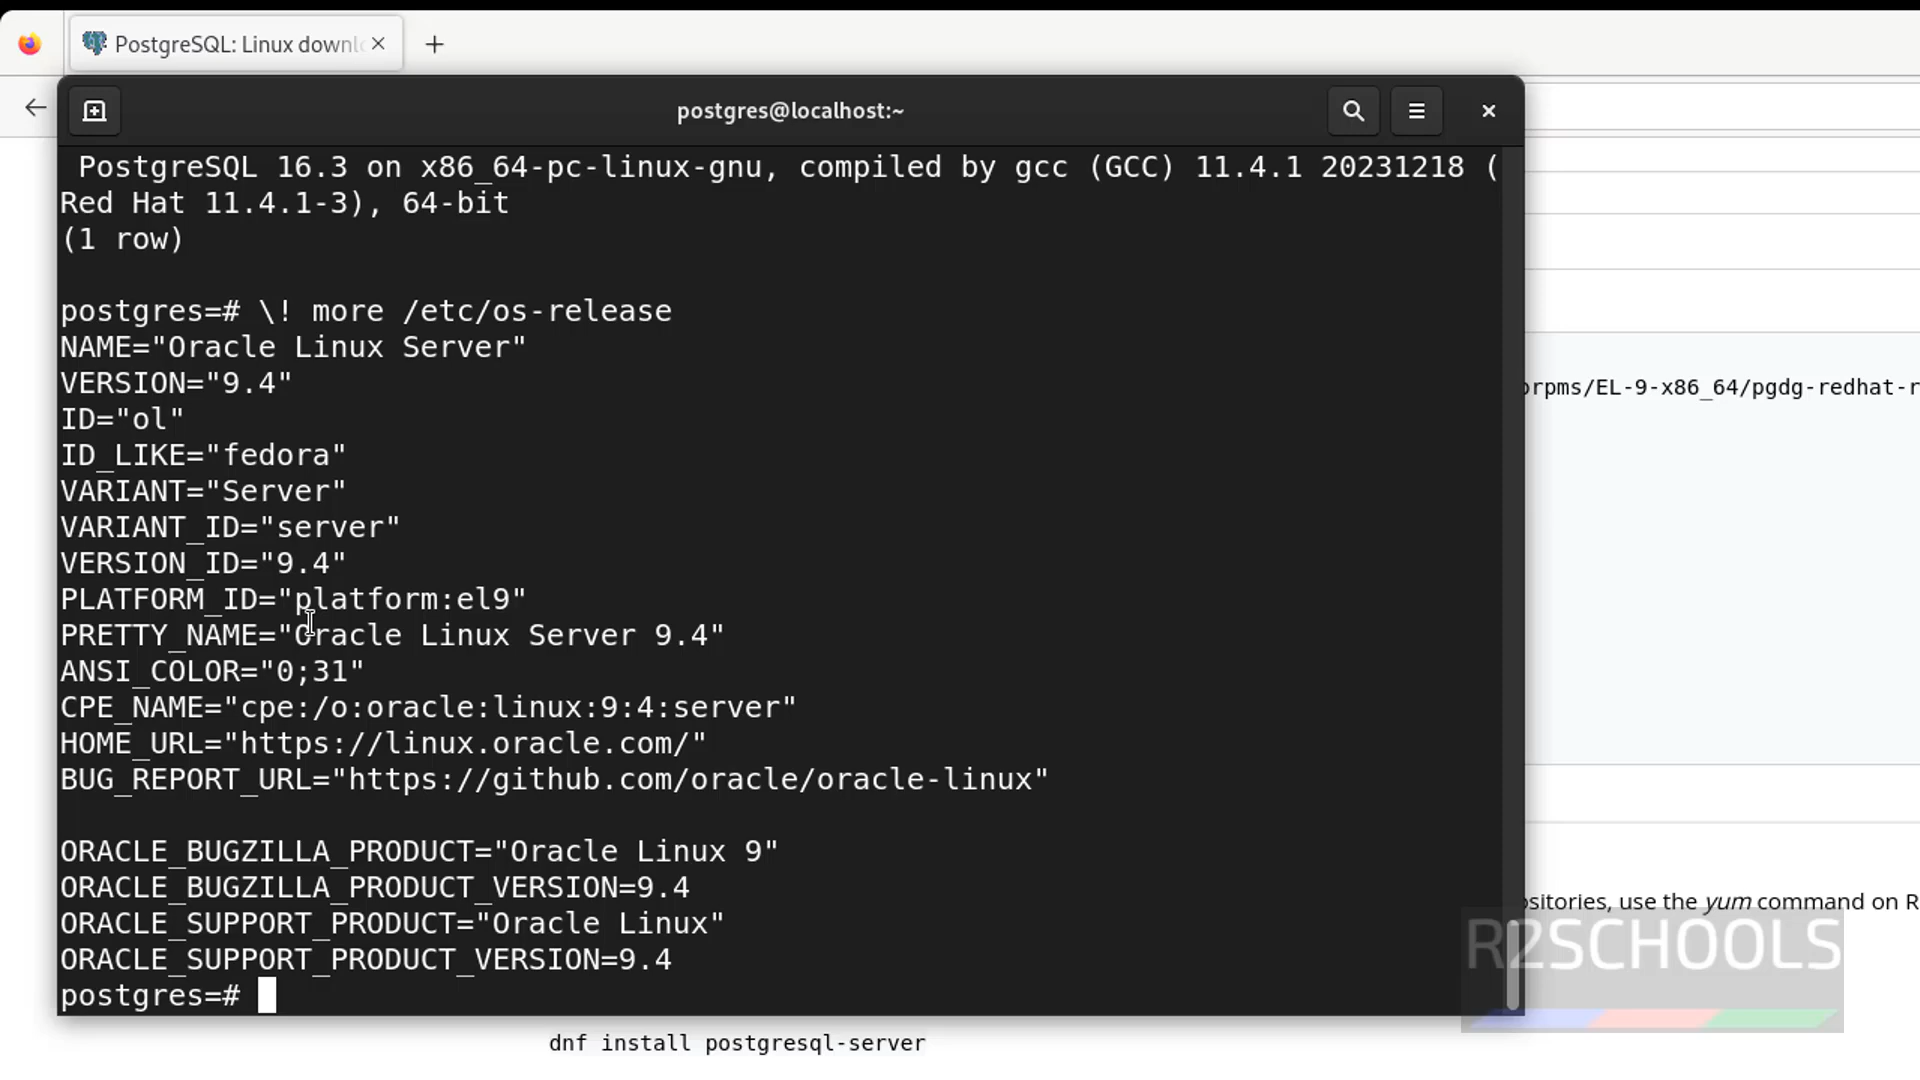 PostgreSQL: Linux downl
postgres@localhost:~
PostgreSQL 16.3 on x86_64-pc-linux-gnu, compiled by gcc (GCC) 11.4.1 20231218 (
Red Hat 11.4.1-3), 64-bit
(1 row)
postgres=# \! more /etc/os-release
NAME="Oracle Linux Server"
VERSION="9.4"
orpms/EL-9-x86_64/pgdg-redhat-r
ID="ol"
ID_LIKE="fedora"
VARIANT="Server"
VARIANT_ID="server"
VERSION_ID="9.4"
PLATFORM_ID="platform:el9"
PRETTY_NAME="Oracle Linux Server 9.4"
ANSI_COLOR="0;31"
CPE_NAME="cpe:/o:oracle:linux:9:4:server"
HOME_URL="https://linux.oracle.com/"
BUG_REPORT_URL="https://github.com/oracle/oracle-linux"
ORACLE_BUGZILLA_PRODUCT="Oracle Linux 9"
ORACLE_BUGZILLA_PRODUCT_VERSION=9.4
ositories, use the yum command on R
ORACLE_SUPPORT_PRODUCT="Oracle Linux"
R2SCHOOLS
ORACLE_SUPPORT_PRODUCT_VERSION=9.4
postgres=#
dnf install postgresql-server